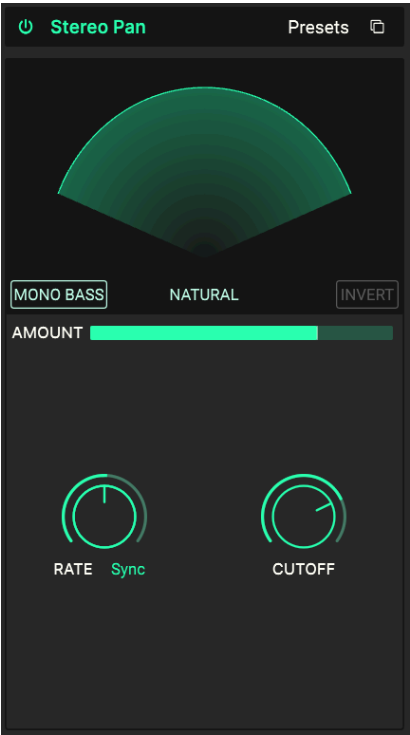 Stereo Pan Presets
MONO BASS NATURAL INVERT
AMOUNT
RATE Sync CUTOFF